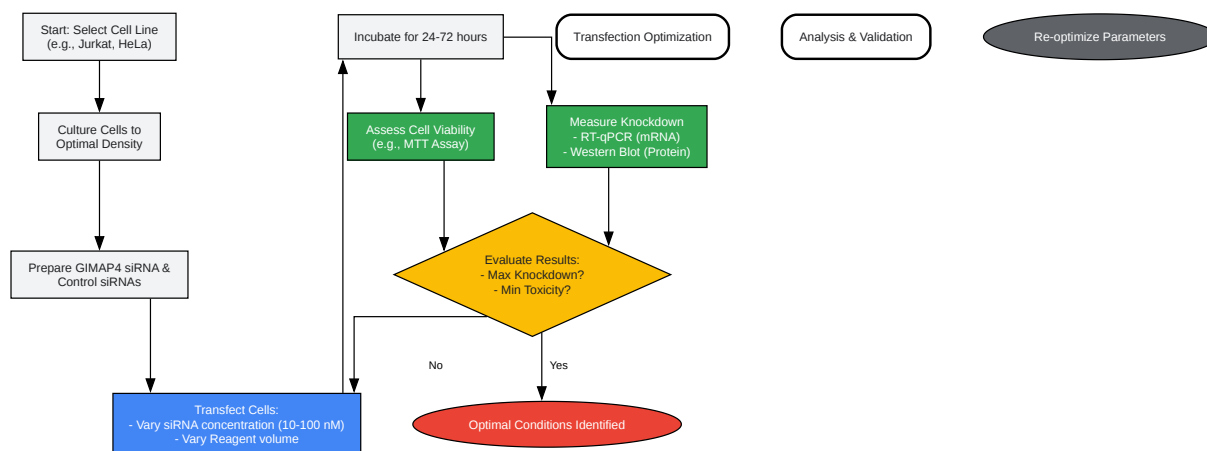 Start: Select Cell Line
(e.g., Jurkat, HeLa)
Incubate for 24-72 hours
Transfection Optimization
Analysis & Validation
Re-optimize Parameters
Culture Cells to
Optimal Density
Assess Cell Viability
(e.g., MTT Assay)
Measure Knockdown
- RT-qPCR (mRNA)
- Western Blot (Protein)
Prepare GIMAP4 siRNA &
Control siRNAs
Evaluate Results:
- Max Knockdown?
- Min Toxicity?
No
Yes
Transfect Cells:
- Vary siRNA concentration (10-100 nM)
- Vary Reagent volume
Optimal Conditions Identified